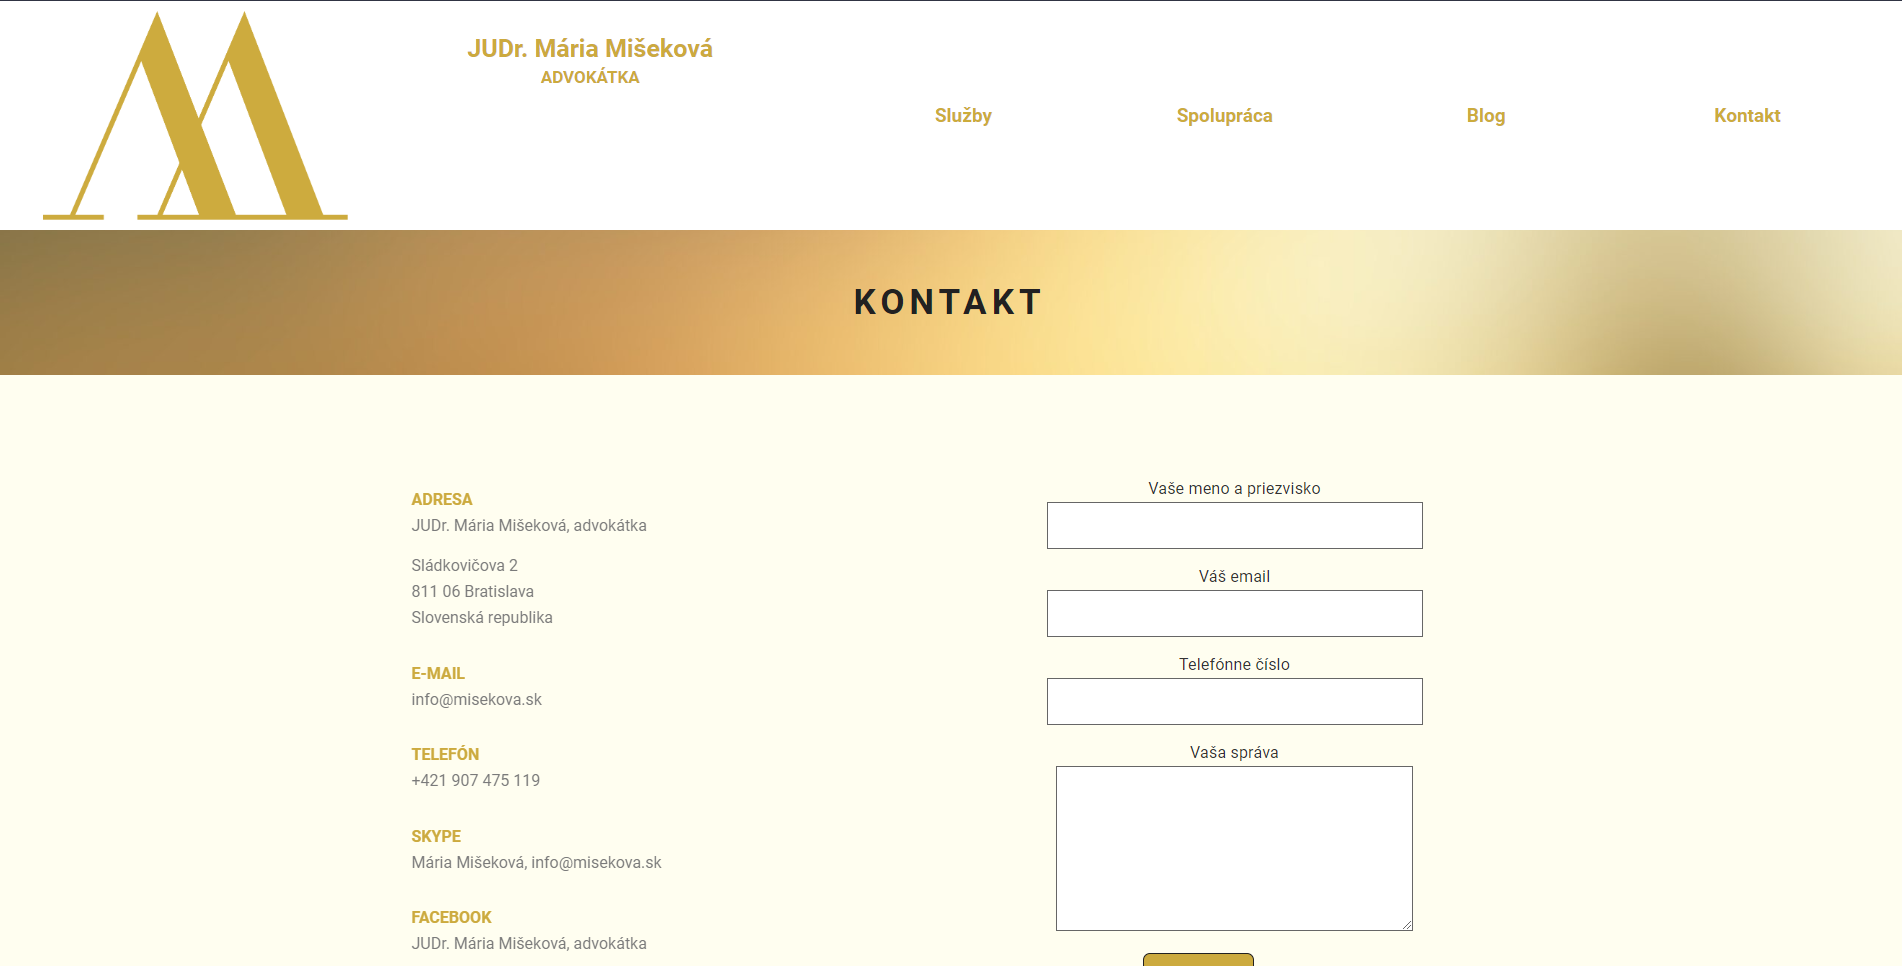 JUDr. Mária Mišeková
ADVOKÁTKA
Služby
Spolupráca
Blog
Kontakt
KONTAKT
ADRESA
JUDr. Mária Mišeková, advokátka
Sládkovičova 2
811 06 Bratislava
Slovenská republika
E-MAIL
info@misekova.sk
TELEFÓN
+421 907 475 119
SKYPE
Mária Mišeková, info@misekova.sk
FACEBOOK
JUDr. Mária Mišeková, advokátka
Vaše meno a priezvisko
Váš email
Telefónne číslo
Vaša správa